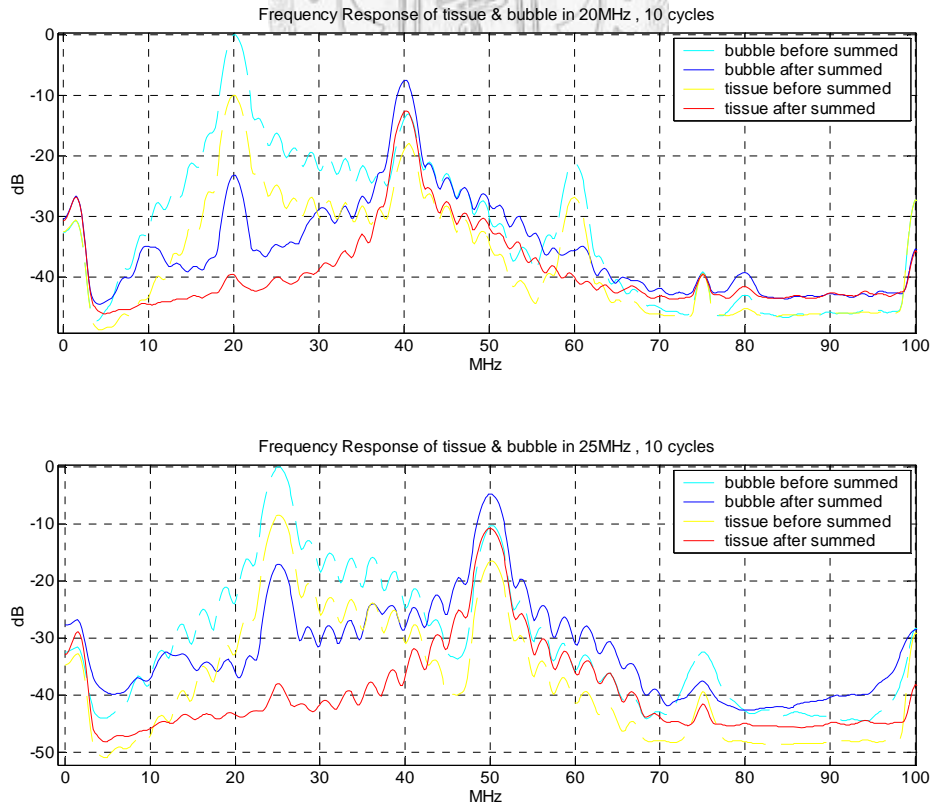 Frequency Response of tissue & bubble in 20MHz , 10 cycles
0
-10
-20
-30
-40
dB
bubble before summed
bubble after summed
tissue before summed
tissue after summed
0 10 20 30 40 50 60 70 80 90 100
MHz
Frequency Response of tissue & bubble in 25MHz , 10 cycles
0
-10
-20
-30
-40
-50
dB
bubble before summed
bubble after summed
tissue before summed
tissue after summed
0 10 20 30 40 50 60 70 80 90 100
MHz